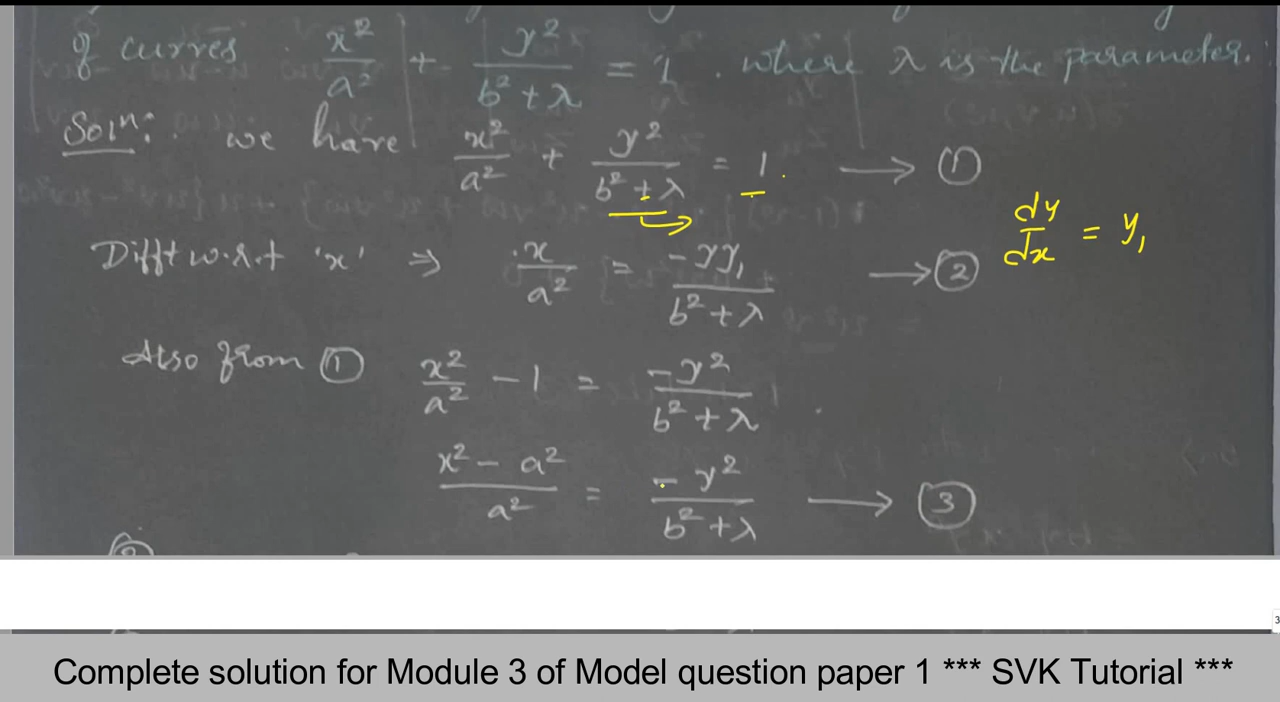 of curves x²/a² + y²/(b² + λ) = 1. where λ is the parameter.
Solⁿ: we have x²/a² + y²/(b² + λ) = 1. → ①
dy/dx = y₁
Diff w.r.t 'x' ⇒ x/a² = -yy₁/(b² + λ) → ②
Also from ① x²/a² - 1 = -y²/(b² + λ)
(x² - a²)/a² = -y²/(b² + λ) → ③
3
Complete solution for Module 3 of Model question paper 1 *** SVK Tutorial ***